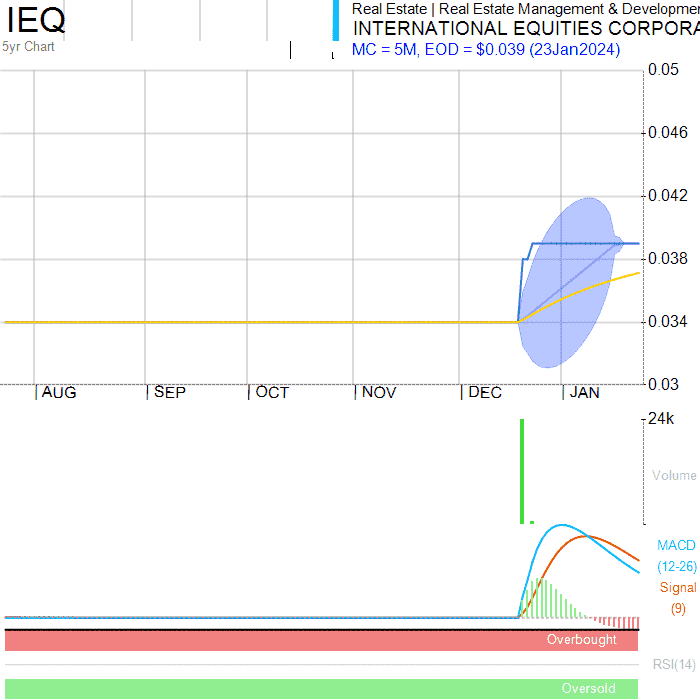 IEQ
Real Estate | Real Estate Management & Developmen
INTERNATIONAL EQUITIES CORPORA
5yr Chart
MC = 5M, EOD = $0.039 (23Jan2024)
0.05
0.046
0.042
0.038
0.034
0.03
AUG SEP OCT NOV DEC JAN
24k
Volume
MACD
(12-26)
Signal
(9)
Overbought
RSI(14)
Oversold